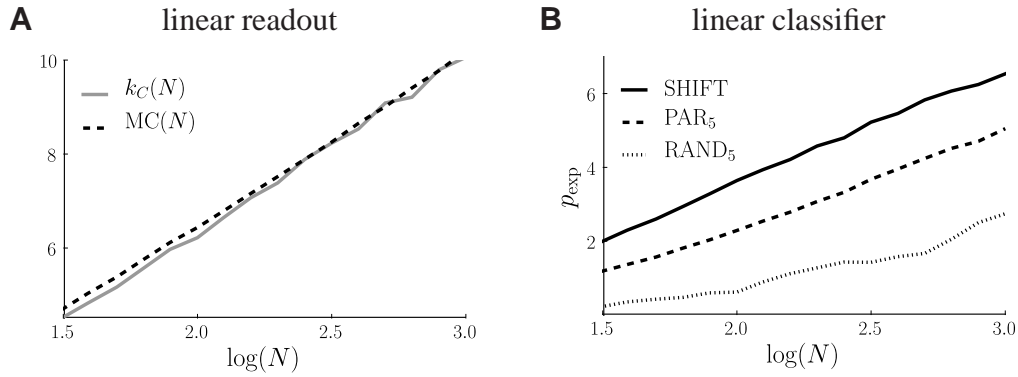 A linear readout
10
8
6
k_C(N)
MC(N)
1.5 2.0 2.5 3.0
log(N)
B linear classifier
6
4
2
p_exp
SHIFT
PAR_5
RAND_5
1.5 2.0 2.5 3.0
log(N)